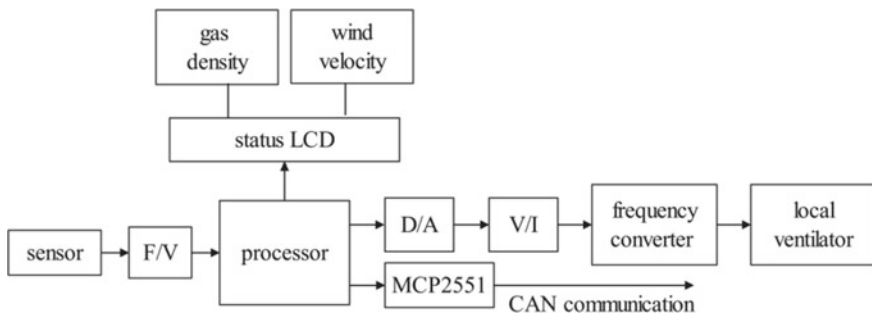 gas
density
wind
velocity
status LCD
sensor
F/V
processor
D/A
V/I
frequency
converter
local
ventilator
MCP2551
CAN communication